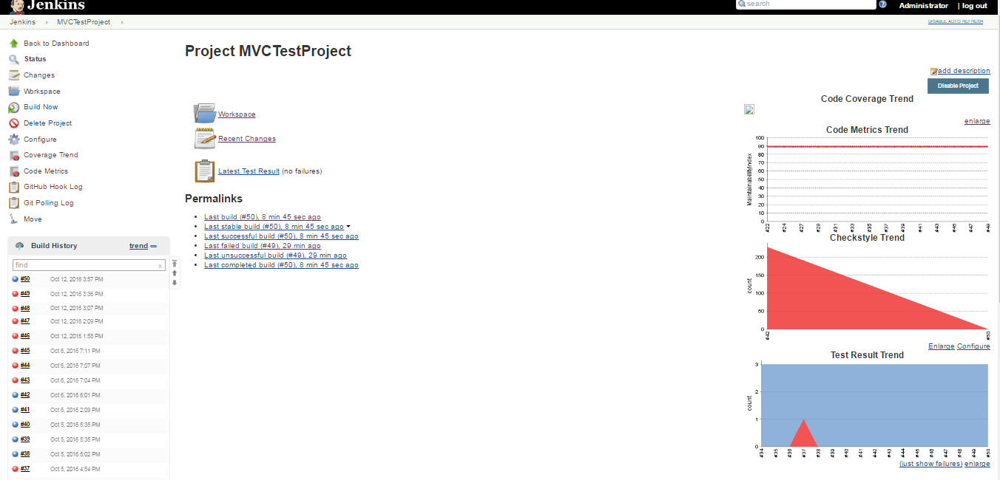 Jenkins
search
Administrator | log out
Jenkins MVCTestProject
DISABLE AUTO REFRESH
Back to Dashboard
Status
Changes
Workspace
Build Now
Delete Project
Configure
Coverage Trend
Code Metrics
GitHub Hook Log
Git Polling Log
Move
Build History trend
find x
#50 Oct 12, 2016 3:57 PM
#49 Oct 12, 2016 3:36 PM
#48 Oct 12, 2016 3:07 PM
#47 Oct 12, 2016 2:09 PM
#46 Oct 12, 2016 1:58 PM
#45 Oct 6, 2016 7:11 PM
#44 Oct 6, 2016 7:07 PM
#43 Oct 6, 2016 7:04 PM
#42 Oct 6, 2016 6:01 PM
#41 Oct 6, 2016 2:09 PM
#40 Oct 5, 2016 5:35 PM
#39 Oct 5, 2016 5:35 PM
#38 Oct 5, 2016 5:02 PM
#37 Oct 5, 2016 4:54 PM
Project MVCTestProject
Workspace
Recent Changes
Latest Test Result (no failures)
Permalinks
Last build (#50), 8 min 45 sec ago
Last stable build (#50), 8 min 45 sec ago
Last successful build (#50), 8 min 45 sec ago
Last failed build (#49), 29 min ago
Last unsuccessful build (#49), 29 min ago
Last completed build (#50), 8 min 45 sec ago
add description
Disable Project
Code Coverage Trend
enlarge
Code Metrics Trend
MaintainabilityIndex
100
90
80
70
60
50
40
30
20
10
0
#22 #24 #27 #29 #31 #33 #35 #37 #39 #41 #43 #46 #47 #49
Checkstyle Trend
count
200
150
100
50
0
#42 #50
Enlarge Configure
Test Result Trend
count
3
2
1
0
#34 #35 #36 #37 #38 #39 #40 #41 #42 #43 #44 #45 #46 #47 #48 #49 #50
(just show failures) enlarge